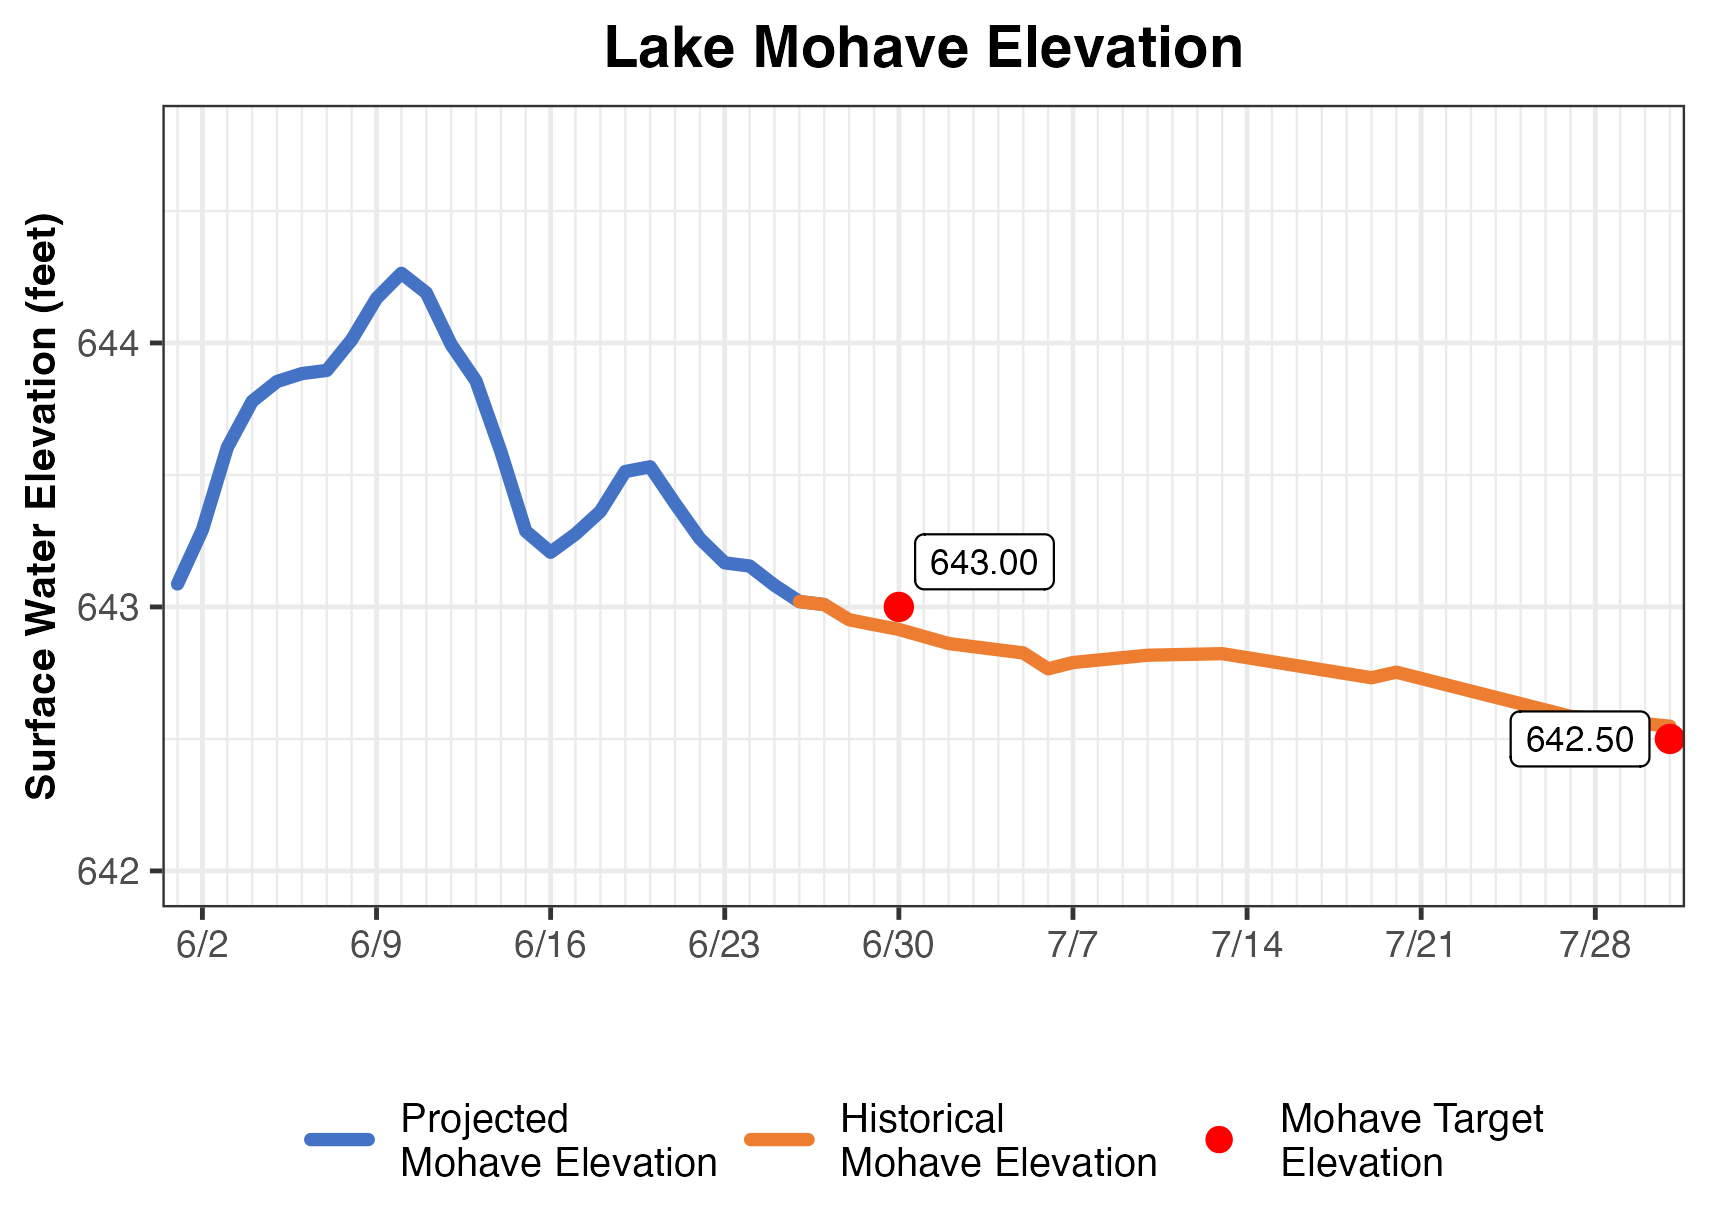 Lake Mohave Elevation
Surface Water Elevation (feet)
644
643
642
643.00
642.50
6/2
6/9
6/16
6/23
6/30
7/7
7/14
7/21
7/28
Projected
Mohave Elevation
Historical
Mohave Elevation
Mohave Target
Elevation